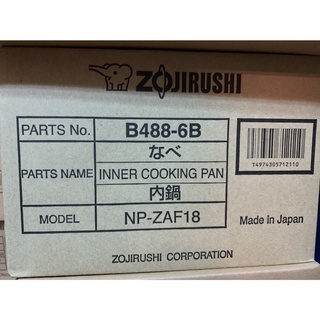 ZOJIRUSHI
PARTS No. B488-6B
なべ
PARTS NAME INNER COOKING PAN
内鍋
MODEL NP-ZAF18
T4974305712110
Made in Japan
ZOJIRUSHI CORPORATION